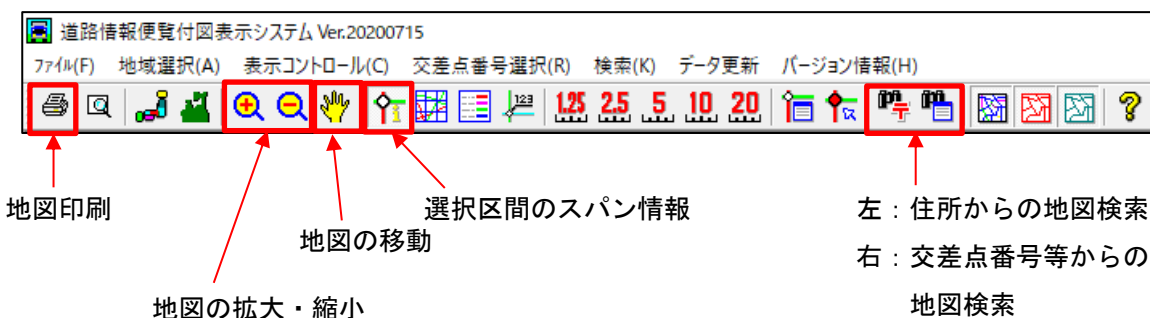 道路情報便覧付図表示システム Ver.20200715
ファイル(F) 地域選択(A) 表示コントロール(C) 交差点番号選択(R) 検索(K) データ更新 バージョン情報(H)
123 1.25 2.5 5 10 20
地図印刷
選択区間のスパン情報
左：住所からの地図検索
地図の移動
右：交差点番号等からの
地図検索
地図の拡大・縮小